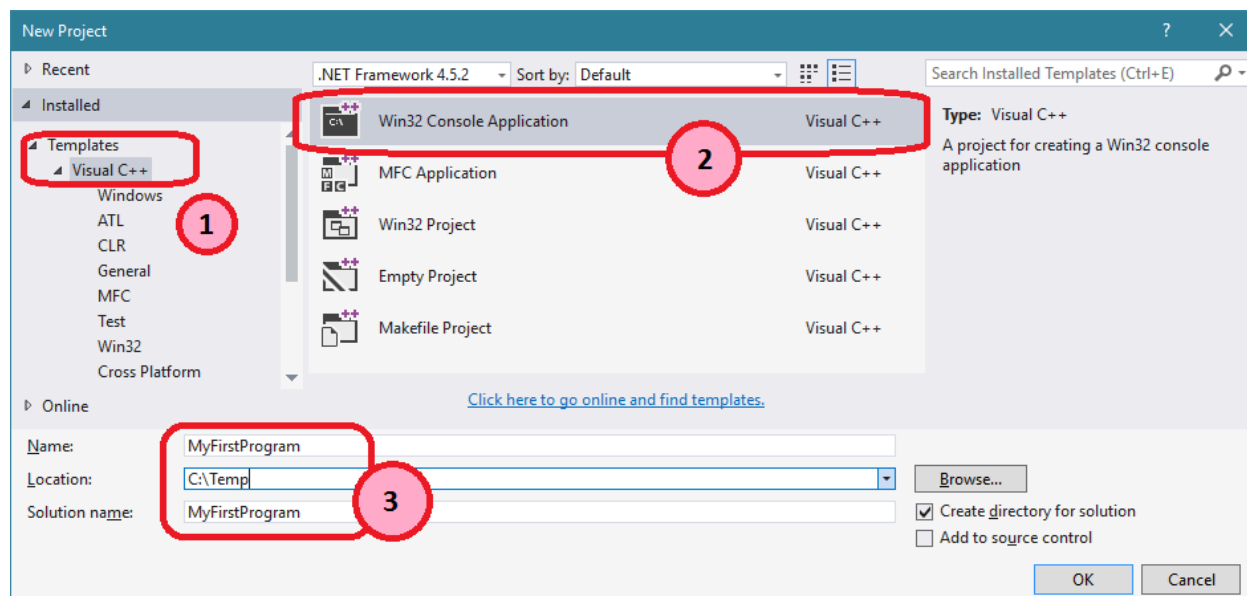 New Project
Recent
.NET Framework 4.5.2 Sort by: Default
Search Installed Templates (Ctrl+E)
Installed
Templates
Visual C++
Windows
ATL
CLR
General
MFC
Test
Win32
Cross Platform
Online
1
Win32 Console Application Visual C++
2
MFC Application Visual C++
Win32 Project Visual C++
Empty Project Visual C++
Makefile Project Visual C++
Click here to go online and find templates.
Type: Visual C++
A project for creating a Win32 console
application
Name: MyFirstProgram
Location: C:\Temp
Browse...
Solution name: MyFirstProgram
3
Create directory for solution
Add to source control
OK Cancel